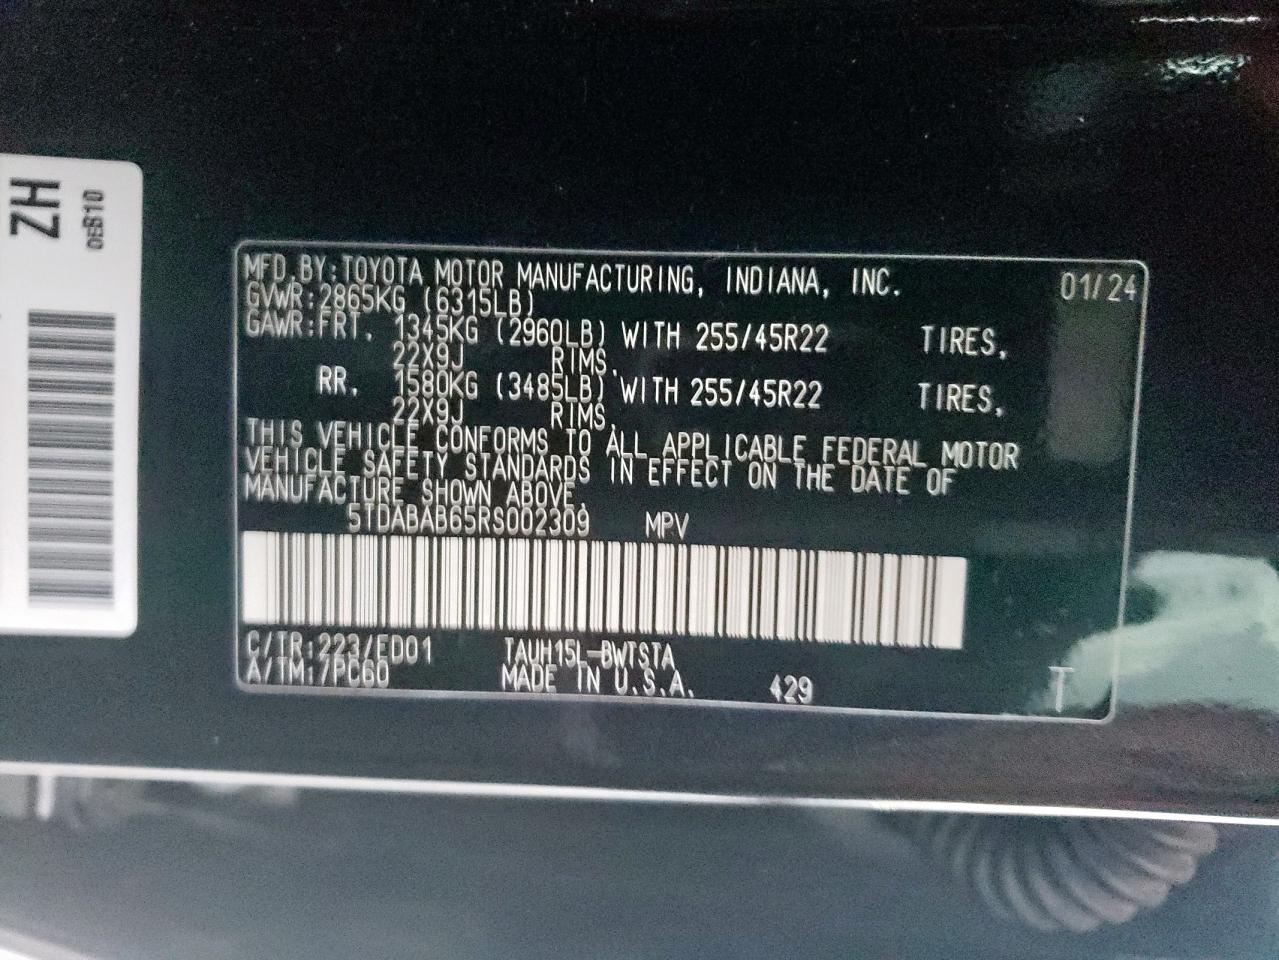 ZH
MFD.BY:TOYOTA MOTOR MANUFACTURING, INDIANA, INC. 01/24
GVWR:2865KG (6315LB)
GAWR:FRT. 1345KG (2960LB) WITH 255/45R22 TIRES,
22X9J RIMS.
RR. 1580KG (3485LB) WITH 255/45R22 TIRES,
22X9J RIMS.
THIS VEHICLE CONFORMS TO ALL APPLICABLE FEDERAL MOTOR
VEHICLE SAFETY STANDARDS IN EFFECT ON THE DATE OF
MANUFACTURE SHOWN ABOVE.
5TDABAB65RS002309 MPV
C/TR:223/ED01 TAUH15L-BWTSTA
A/TM:/PC60 MADE IN U.S.A. 429 T